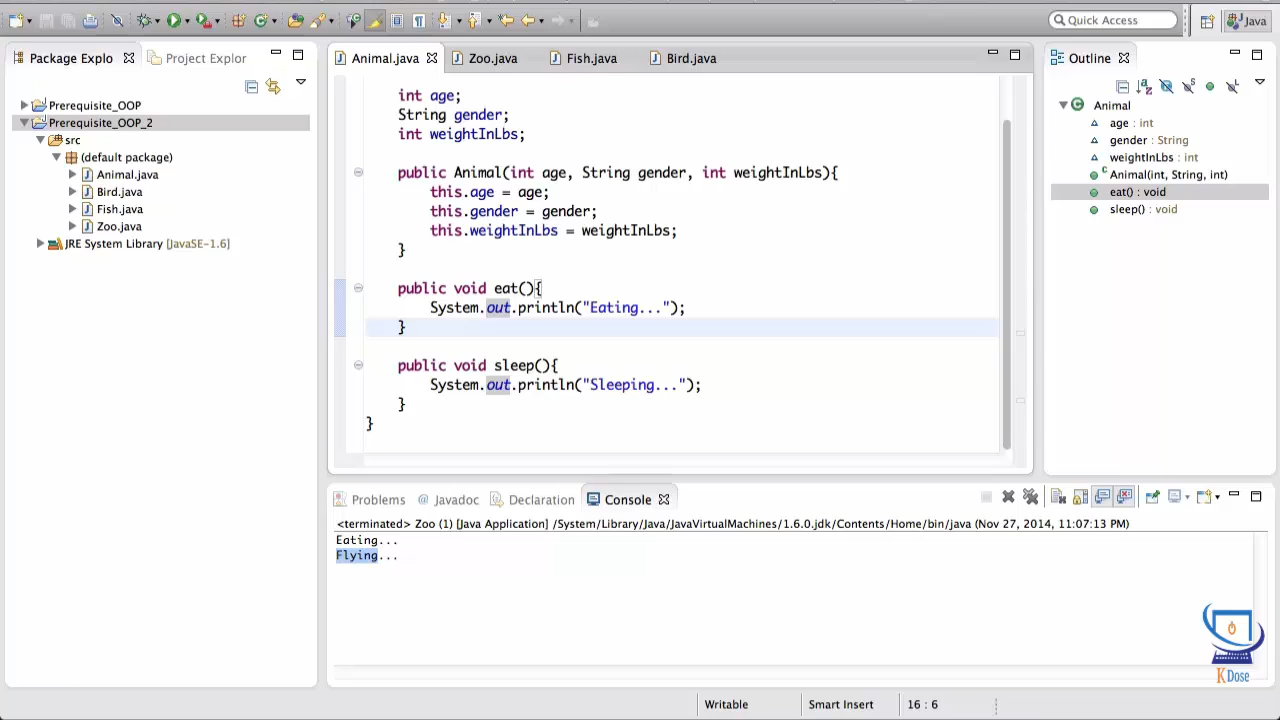 Quick Access
Java
Package Explo
Project Explor
Prerequisite_OOP
Prerequisite_OOP_2
src
(default package)
Animal.java
Bird.java
Fish.java
Zoo.java
JRE System Library [JavaSE-1.6]
Animal.java
Zoo.java
Fish.java
Bird.java
int age;
String gender;
int weightInLbs;
public Animal(int age, String gender, int weightInLbs){
this.age = age;
this.gender = gender;
this.weightInLbs = weightInLbs;
}
public void eat(){
System.out.println("Eating...");
}
public void sleep(){
System.out.println("Sleeping...");
}
}
Outline
Animal
age : int
gender : String
weightInLbs : int
Animal(int, String, int)
eat() : void
sleep() : void
Problems
@ Javadoc
Declaration
Console
<terminated> Zoo (1) [Java Application] /System/Library/Java/JavaVirtualMachines/1.6.0.jdk/Contents/Home/bin/java (Nov 27, 2014, 11:07:13 PM)
Eating...
Flying...
K Dose
Writable
Smart Insert
16 : 6